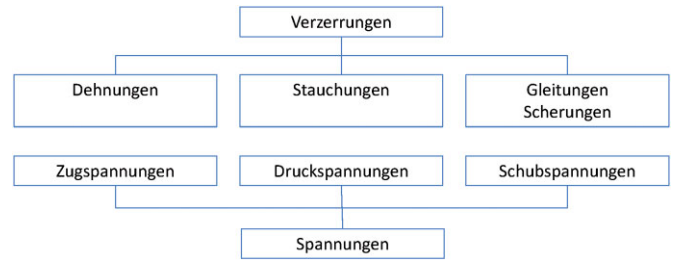 Verzerrungen
Dehnungen
Stauchungen
Gleitungen
Scherungen
Zugspannungen
Druckspannungen
Schubspannungen
Spannungen